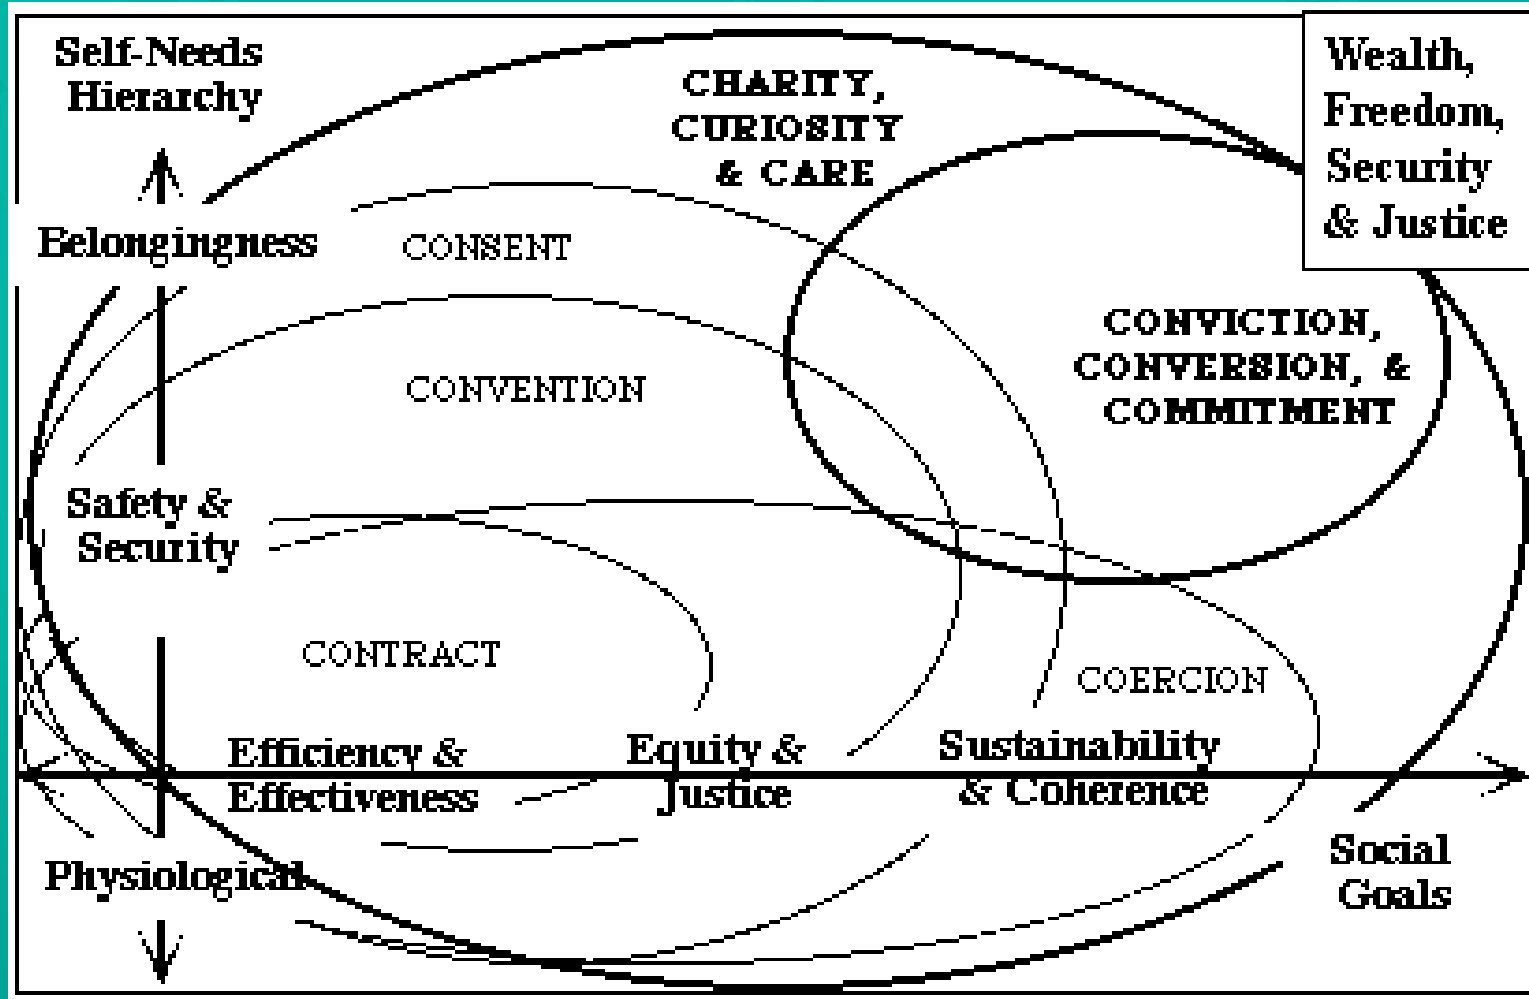 Self-Needs
Hierarchy
CHARITY,
CURIOSITY
& CARE
Wealth,
Freedom,
Security
& Justice
Belongingness
CONSENT
CONVICTION,
CONVERSION, &
COMMITMENT
CONVENTION
Safety &
Security
CONTRACT
COERCION
Efficiency &
Effectiveness
Equity &
Justice
Sustainability
& Coherence
Physiological
Social
Goals